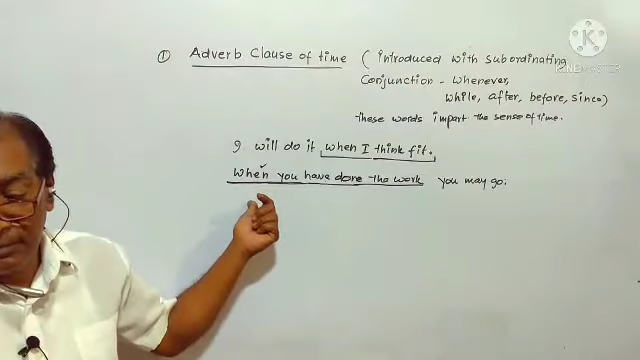 ① Adverb Clause of time ( introduced with subordinating
Conjunction - whenever,
while, after, before, since)
These words impart the sense of time.
I will do it, when I think fit.
When you have done the work you may go.
KINEMASTER